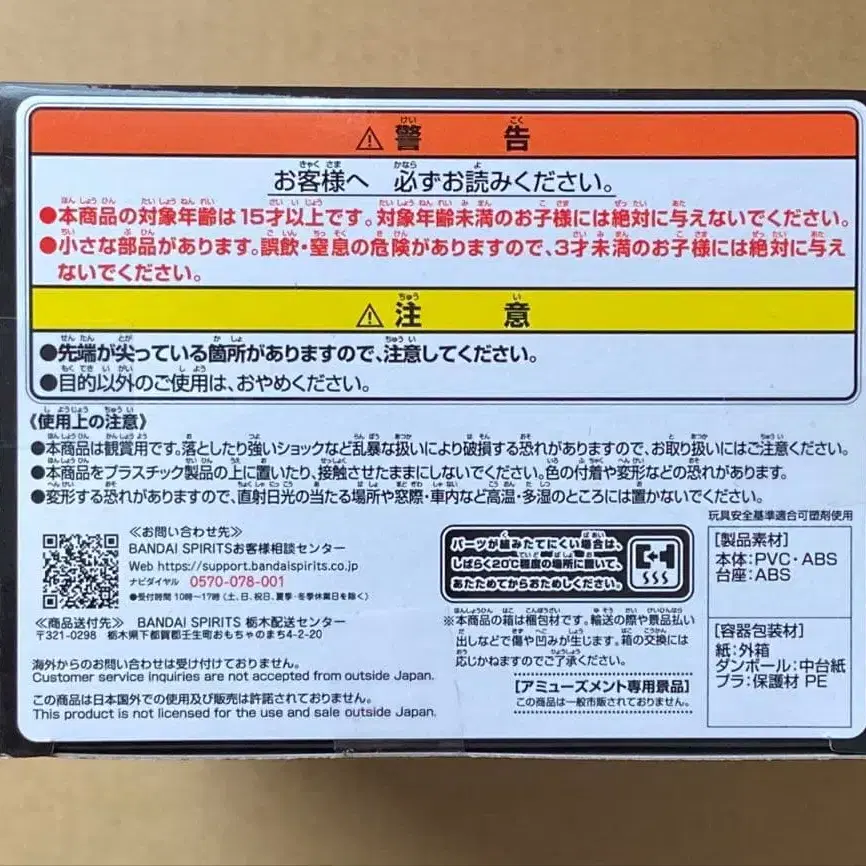 ⚠警告
お客様へ 必ずお読みください。
●本商品の対象年齢は15才以上です。対象年齢未満のお子様には絶対に与えないでください。
●小さな部品があります。誤飲・窒息の危険がありますので、3才未満のお子様には絶対に与え
ないでください。
⚠注意
●先端が尖っている箇所がありますので、注意してください。
●目的以外のご使用は、おやめください。
《使用上の注意》
●本商品は観賞用です。落としたり強いショックなど乱暴な扱いにより破損する恐れがありますので、お取り扱いにはご注意ください。
●本商品をプラスチック製品の上に置いたり、接触させたままにしないでください。色の付着や変形などの恐れがあります。
●変形する恐れがありますので、直射日光の当たる場所や窓際・車内など高温・多湿のところには置かないでください。
≪お問い合わせ先≫
BANDAI SPIRITSお客様相談センター
Web https://support.bandaispirits.co.jp
ナビダイヤル 0570-078-001
●受付時間 10時〜17時(土、日、祝日、夏季・冬季休業日を除く)
≪商品送付先≫ BANDAI SPIRITS 栃木配送センター
〒321-0298 栃木県下都賀郡壬生町おもちゃのまち4-2-20
海外からのお問い合わせは受け付けておりません。
Customer service inquiries are not accepted from outside Japan.
この商品は日本国外での使用及び販売は許諾されておりません。
This product is not licensed for the use and sale outside Japan.
パーツが組みたてにくい場合は、
しばらく20℃程度の場所に置いて、
あたためてからおためしください。
※本商品の箱は梱包材です。輸送の際や景品払い
出しなどで傷や凹みが生じます。箱の交換には
応じかねますのでご了承ください。
[アミューズメント専用景品]
この商品は一般市販されておりません。
玩具安全基準適合可塑剤使用
[製品素材]
本体:PVC・ABS
台座:ABS
[容器包装材]
紙:外箱
ダンボール:中台紙
プラ:保護材 PE